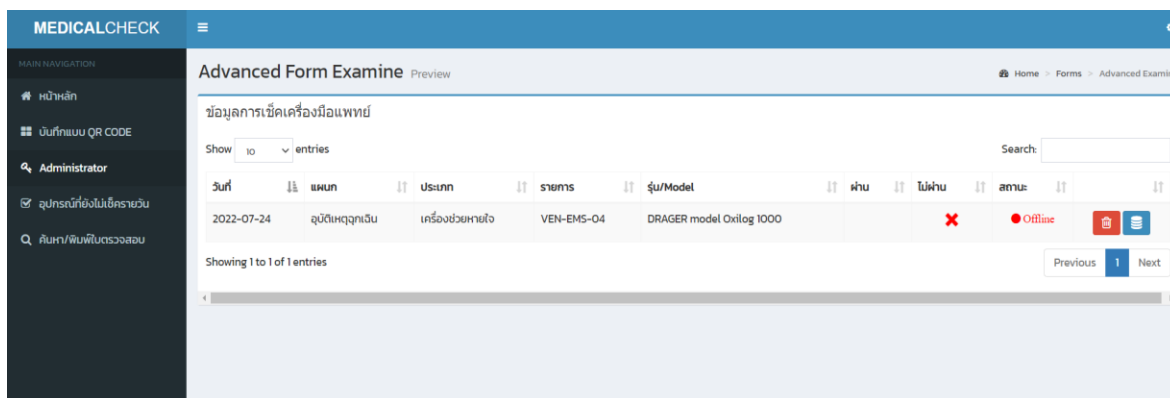 MEDICALCHECK
MAIN NAVIGATION
หน้าหลัก
บันทึกแบบ QR CODE
Administrator
อุปกรณ์ที่ยังไม่เช็ครายวัน
ค้นหา/พิมพ์ใบตรวจสอบ
Advanced Form Examine Preview
Home > Forms > Advanced Examin
ข้อมูลการเช็คเครื่องมือแพทย์
Show 10 entries
Search:
วันที่ แผนก ประเภท รายการ รุ่น/Model ผ่าน ไม่ผ่าน สถานะ
2022-07-24 อุบัติเหตุฉุกเฉิน เครื่องช่วยหายใจ VEN-EMS-04 DRAGER model Oxilog 1000 Offline
Showing 1 to 1 of 1 entries
Previous 1 Next